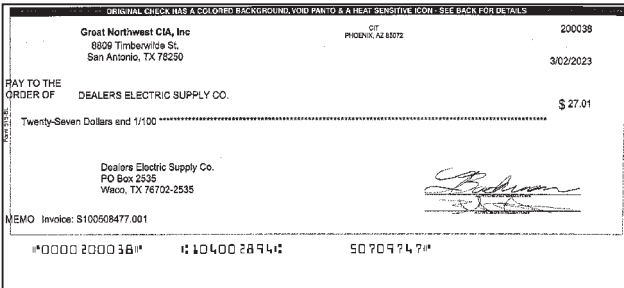 ORIGINAL CHECK HAS A COLORED BACKGROUND, VOID PANTO & A HEAT SENSITIVE ICON - SEE BACK FOR DETAILS
Great Northwest CIA, Inc
8809 Timberwilde St.
San Antonio, TX 78250
CIT
PHOENIX, AZ 85072
200038
3/02/2023
PAY TO THE
ORDER OF DEALERS ELECTRIC SUPPLY CO.
$ 27.01
Twenty-Seven Dollars and 1/100 ****************************************************************
Dealers Electric Supply Co.
PO Box 2535
Waco, TX 76702-2535
MEMO Invoice: S100508477.001
⑈0000200038⑈ ⑆104002894⑆ 50709747⑈